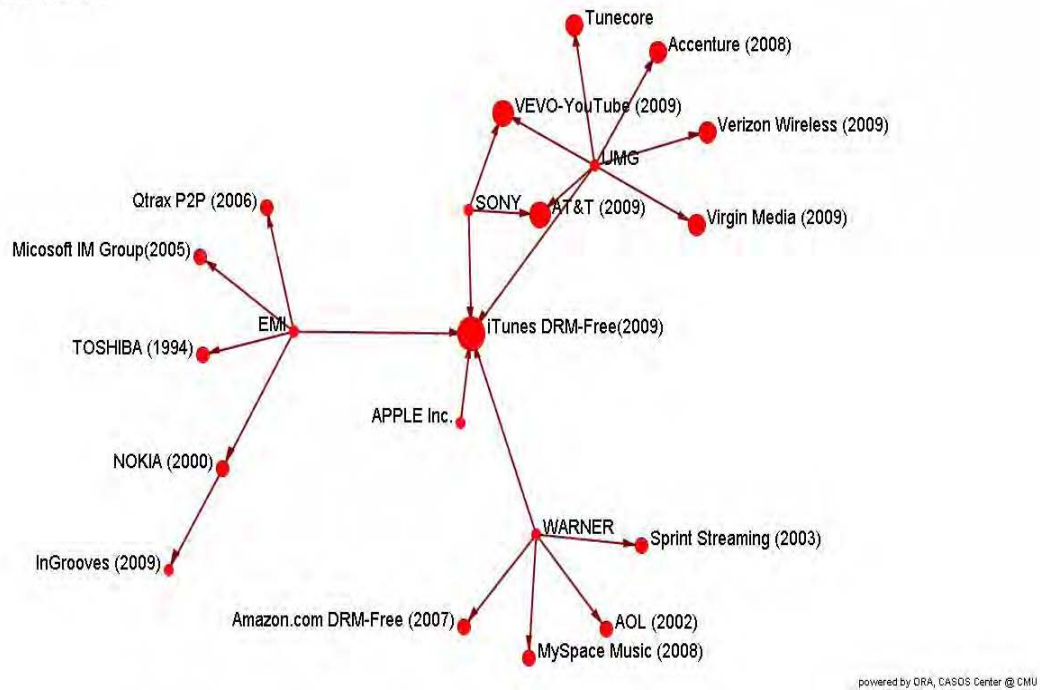 Tunecore
Accenture (2008)
VEVO-YouTube (2009)
Verizon Wireless (2009)
UMG
Qtrax P2P (2006)
SONY
AT&T (2009)
Virgin Media (2009)
Micosoft IM Group(2005)
EMI
iTunes DRM-Free(2009)
TOSHIBA (1994)
APPLE Inc.
NOKIA (2000)
WARNER
Sprint Streaming (2003)
InGrooves (2009)
Amazon.com DRM-Free (2007)
AOL (2002)
MySpace Music (2008)
powered by ORA, CASOS Center @ CMU